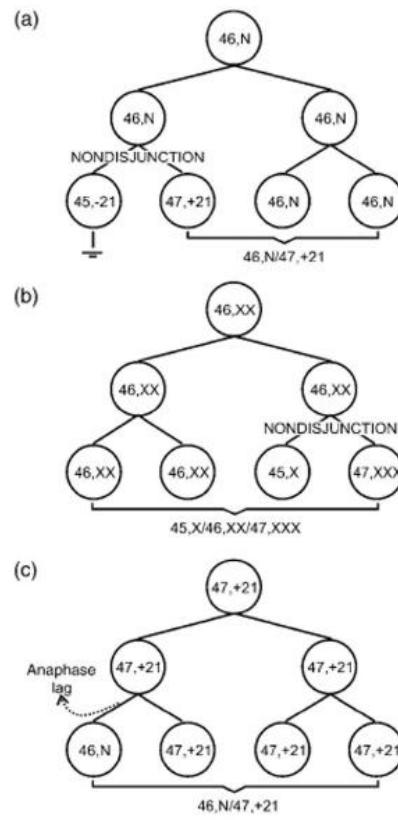 (a)
46,N
46,N 46,N
NONDISJUNCTION
45,-21 47,+21 46,N 46,N
46,N/47,+21
(b)
46,XX
46,XX 46,XX
NONDISJUNCTION
46,XX 46,XX 45,X 47,XXX
45,X/46,XX/47,XXX
(c)
47,+21
47,+21 47,+21
Anaphase
lag
46,N 47,+21 47,+21 47,+21
46,N/47,+21